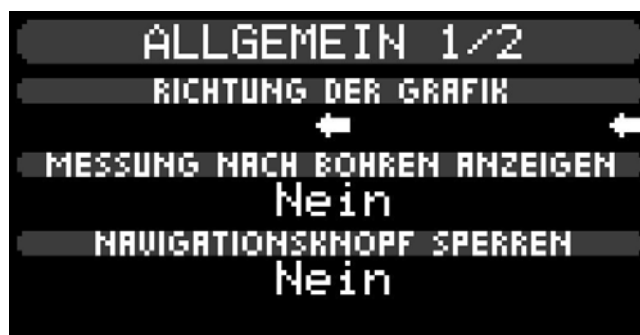 ALLGEMEIN 1/2
RICHTUNG DER GRAFIK
MESSUNG NACH BOHREN ANZEIGEN
Nein
NAVIGATIONSKNOPF SPERREN
Nein